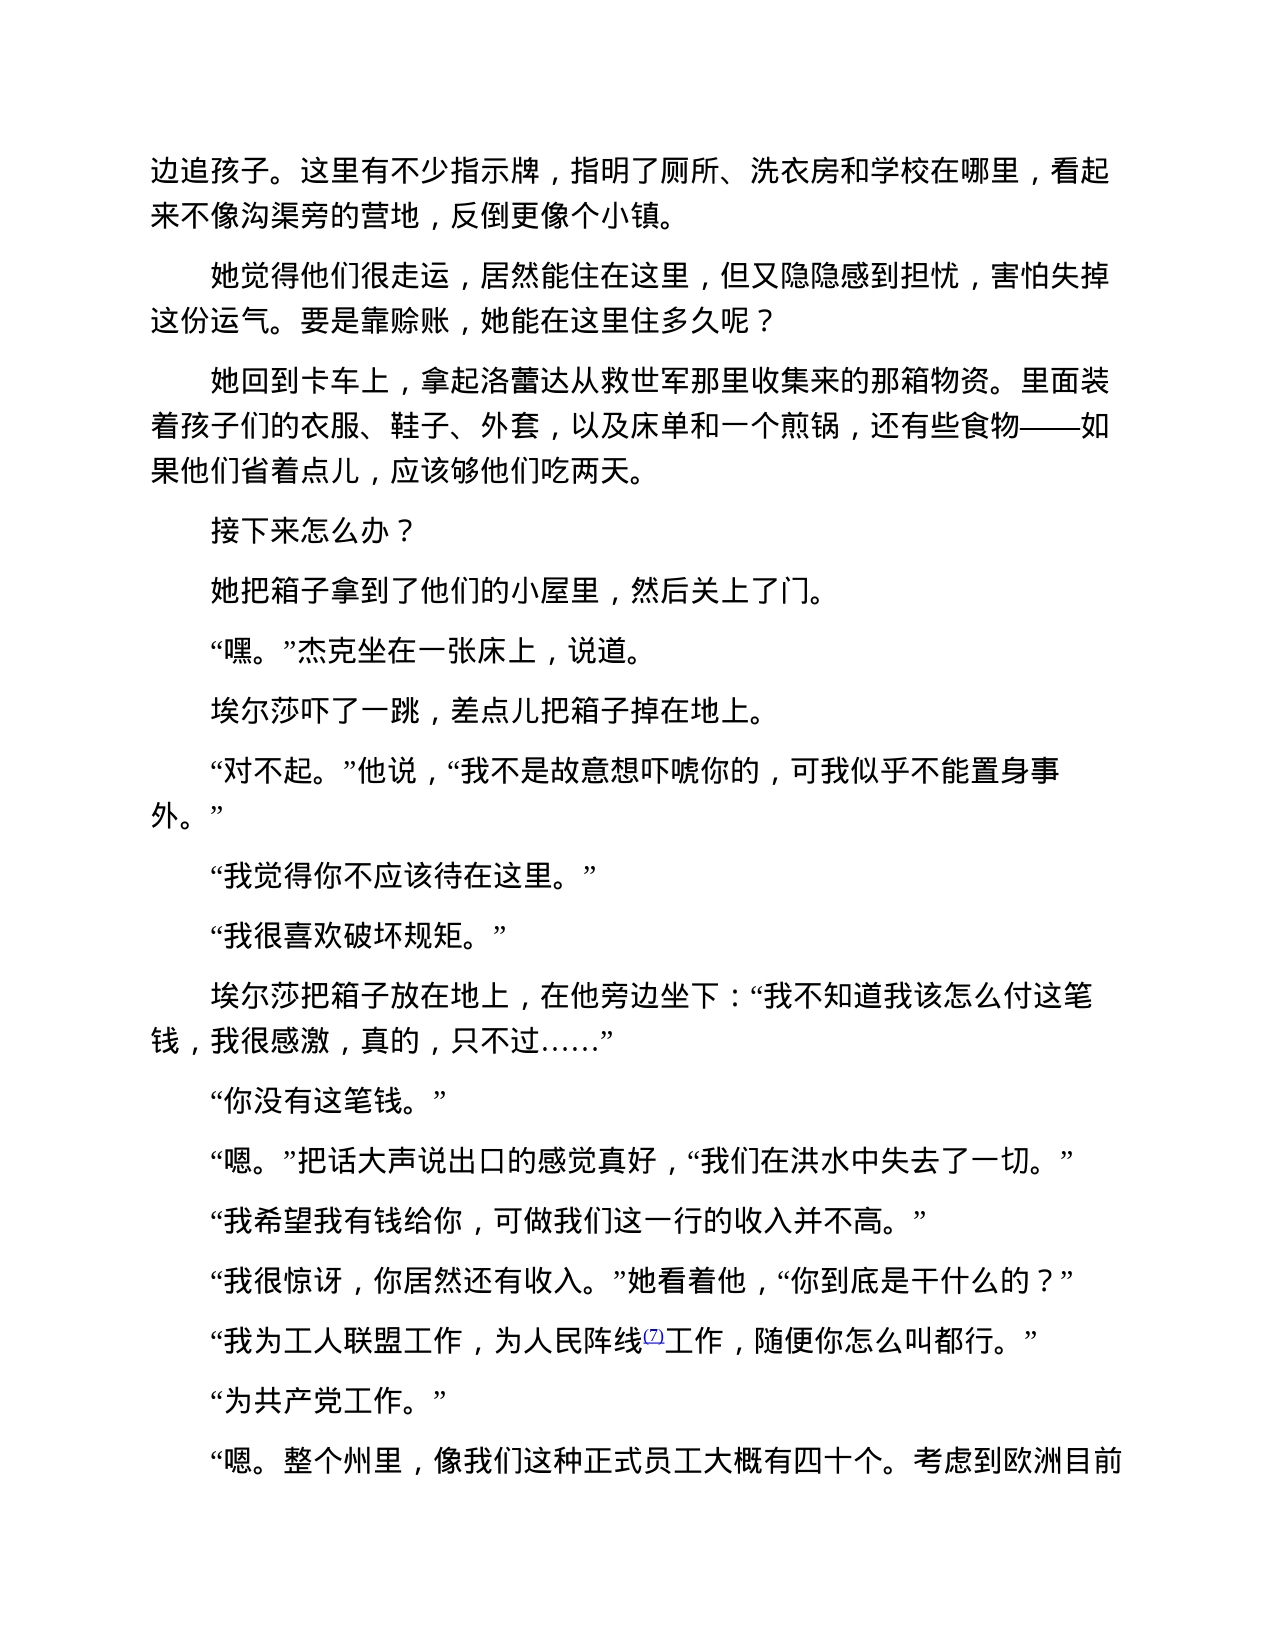 边追孩子。这里有不少指示牌，指明了厕所、洗衣房和学校在哪里，看起
来不像沟渠旁的营地，反倒更像个小镇。
她觉得他们很走运，居然能住在这里，但又隐隐感到担忧，害怕失掉
这份运气。要是靠赊账，她能在这里住多久呢？
她回到卡车上，拿起洛蕾达从救世军那里收集来的那箱物资。里面装
着孩子们的衣服、鞋子、外套，以及床单和一个煎锅，还有些食物——如
果他们省着点儿，应该够他们吃两天。
接下来怎么办？
她把箱子拿到了他们的小屋里，然后关上了门。
“嘿。”杰克坐在一张床上，说道。
埃尔莎吓了一跳，差点儿把箱子掉在地上。
“对不起。”他说，“我不是故意想吓唬你的，可我似乎不能置身事
外。”
“我觉得你不应该待在这里。”
“我很喜欢破坏规矩。”
埃尔莎把箱子放在地上，在他旁边坐下：“我不知道我该怎么付这笔
钱，我很感激，真的，只不过……”
“你没有这笔钱。”
“嗯。”把话大声说出口的感觉真好，“我们在洪水中失去了一切。”
“我希望我有钱给你，可做我们这一行的收入并不高。”
“我很惊讶，你居然还有收入。”她看着他，“你到底是干什么的？”
“我为工人联盟工作，为人民阵线(7)工作，随便你怎么叫都行。”
“为共产党工作。”
“嗯。整个州里，像我们这种正式员工大概有四十个。考虑到欧洲目前